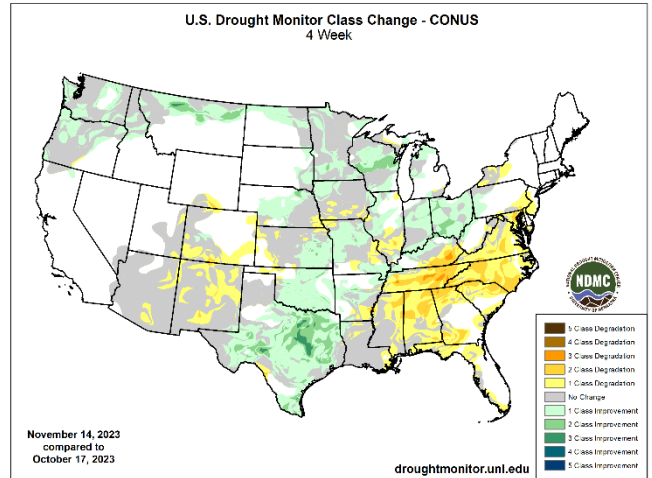 U.S. Drought Monitor Class Change - CONUS
4 Week
NDMC
5 Class Degradation
4 Class Degradation
3 Class Degradation
2 Class Degradation
1 Class Degradation
No Change
1 Class Improvement
2 Class Improvement
3 Class Improvement
4 Class Improvement
5 Class Improvement
November 14, 2023
compared to
October 17, 2023
droughtmonitor.unl.edu